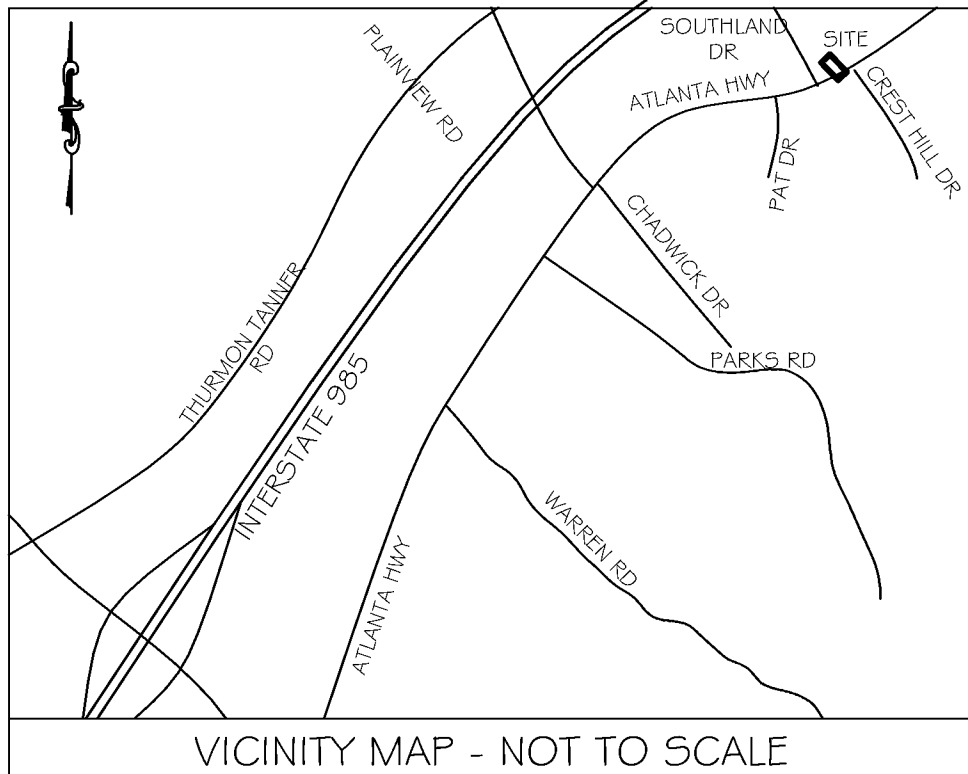 SOUTHLAND
DR
SITE
PLAINVIEW RD
ATLANTA HWY
CREST HILL DR
PAT DR
CHADWICK DR
THURMON TANNER
RD
PARKS RD
INTERSTATE 985
WARREN RD
ATLANTA HWY
VICINITY MAP - NOT TO SCALE